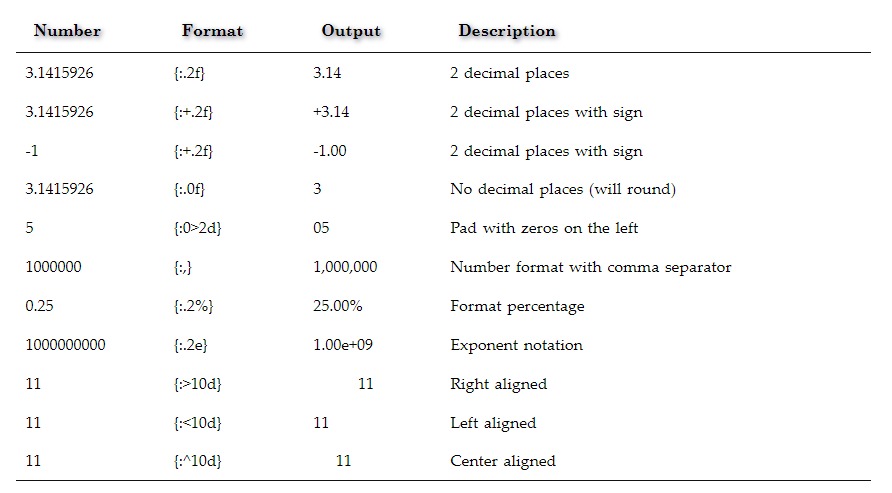 Number Format Output Description
3.1415926 {:.2f} 3.14 2 decimal places
3.1415926 {:+.2f} +3.14 2 decimal places with sign
-1 {:+.2f} -1.00 2 decimal places with sign
3.1415926 {:.0f} 3 No decimal places (will round)
5 {:0>2d} 05 Pad with zeros on the left
1000000 {:,} 1,000,000 Number format with comma separator
0.25 {:.2%} 25.00% Format percentage
1000000000 {:.2e} 1.00e+09 Exponent notation
11 {:>10d} 11 Right aligned
11 {:<10d} 11 Left aligned
11 {:^10d} 11 Center aligned